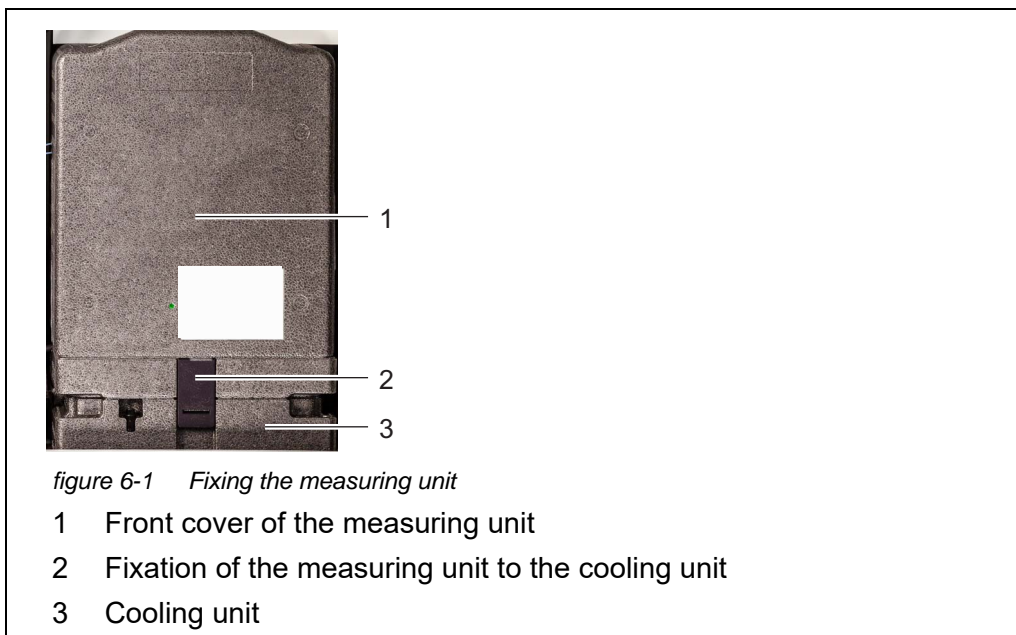 1
2
3
figure 6-1 Fixing the measuring unit
1 Front cover of the measuring unit
2 Fixation of the measuring unit to the cooling unit
3 Cooling unit